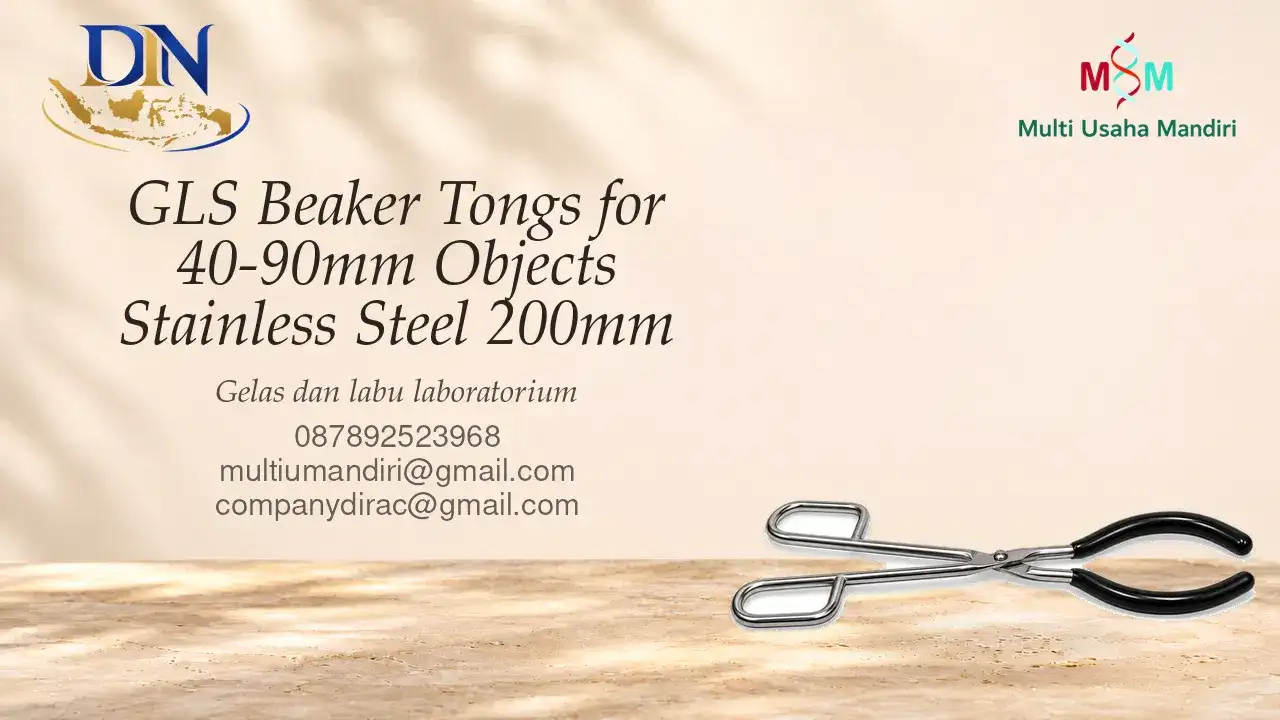 DIN
MSM
Multi Usaha Mandiri
GLS Beaker Tongs for
40-90mm Objects
Stainless Steel 200mm
Gelas dan labu laboratorium
087892523968
multiumandiri@gmail.com
companydirac@gmail.com